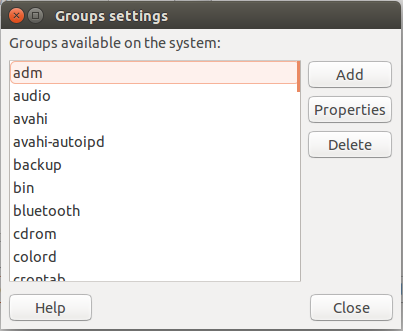 Groups settings
Groups available on the system:
adm
audio
avahi
avahi-autoipd
backup
bin
bluetooth
cdrom
colord
crontab
Add
Properties
Delete
Help
Close